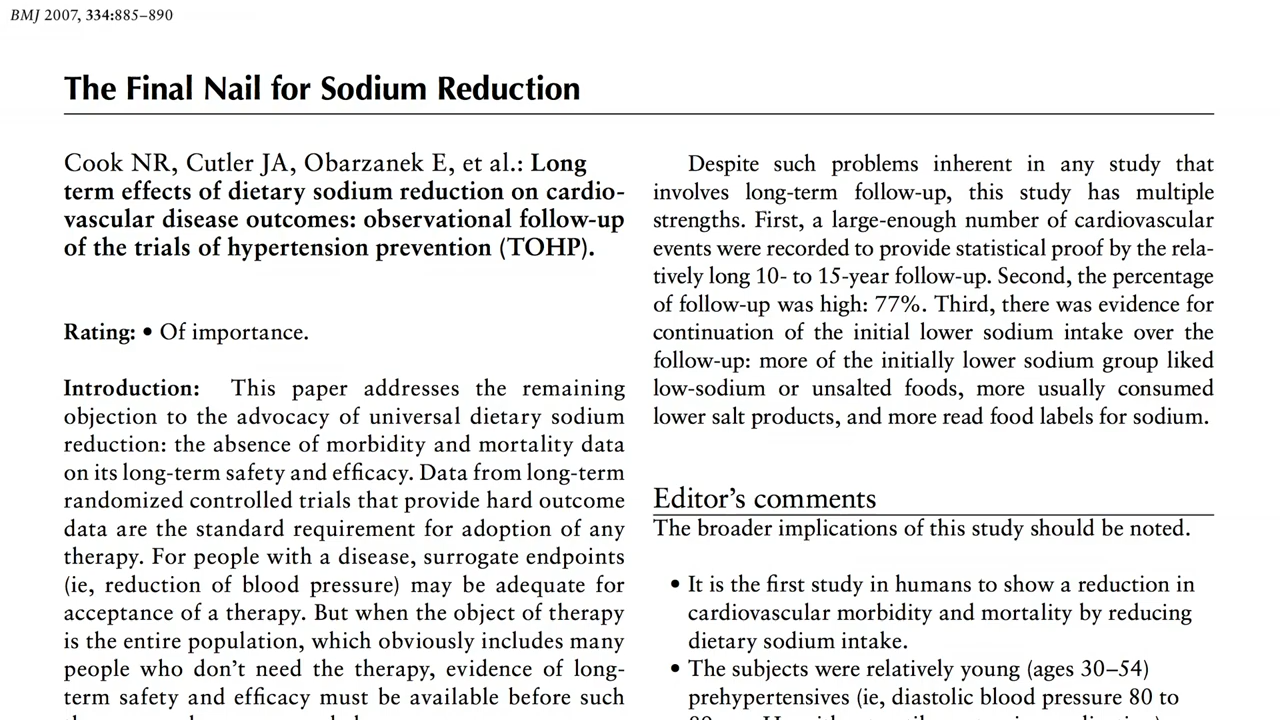 BMJ 2007, 334:885–890
The Final Nail for Sodium Reduction
Cook NR, Cutler JA, Obarzanek E, et al.: Long
term effects of dietary sodium reduction on cardio-
vascular disease outcomes: observational follow-up
of the trials of hypertension prevention (TOHP).
Rating: • Of importance.
Introduction: This paper addresses the remaining
objection to the advocacy of universal dietary sodium
reduction: the absence of morbidity and mortality data
on its long-term safety and efficacy. Data from long-term
randomized controlled trials that provide hard outcome
data are the standard requirement for adoption of any
therapy. For people with a disease, surrogate endpoints
(ie, reduction of blood pressure) may be adequate for
acceptance of a therapy. But when the object of therapy
is the entire population, which obviously includes many
people who don’t need the therapy, evidence of long-
term safety and efficacy must be available before such
Despite such problems inherent in any study that
involves long-term follow-up, this study has multiple
strengths. First, a large-enough number of cardiovascular
events were recorded to provide statistical proof by the rela-
tively long 10- to 15-year follow-up. Second, the percentage
of follow-up was high: 77%. Third, there was evidence for
continuation of the initial lower sodium intake over the
follow-up: more of the initially lower sodium group liked
low-sodium or unsalted foods, more usually consumed
lower salt products, and more read food labels for sodium.
Editor’s comments
The broader implications of this study should be noted.
• It is the first study in humans to show a reduction in
cardiovascular morbidity and mortality by reducing
dietary sodium intake.
• The subjects were relatively young (ages 30–54)
prehypertensives (ie, diastolic blood pressure 80 to